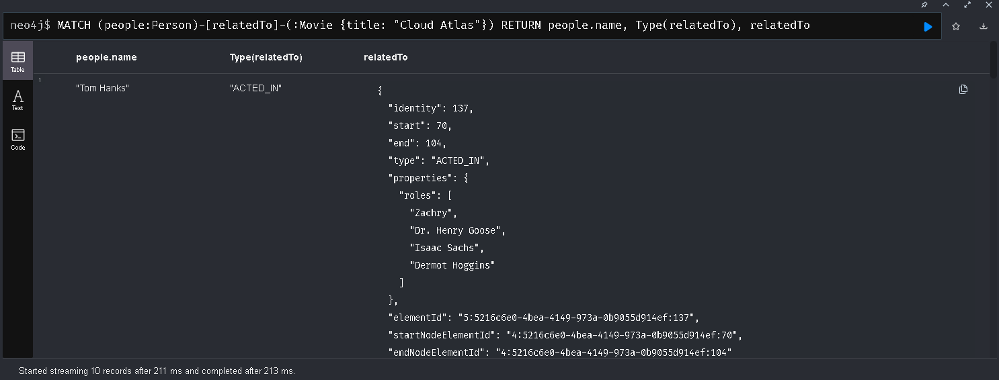 neo4j$ MATCH (people:Person)-[relatedTo]-(:Movie {title: "Cloud Atlas"}) RETURN people.name, Type(relatedTo), relatedTo
Table
Text
Code
people.name Type(relatedTo) relatedTo
1
"Tom Hanks" "ACTED_IN" {
"identity": 137,
"start": 70,
"end": 104,
"type": "ACTED_IN",
"properties": {
"roles": [
"Zachry",
"Dr. Henry Goose",
"Isaac Sachs",
"Dermot Hoggins"
]
},
"elementId": "5:5216c6e0-4bea-4149-973a-0b9055d914ef:137",
"startNodeElementId": "4:5216c6e0-4bea-4149-973a-0b9055d914ef:70",
"endNodeElementId": "4:5216c6e0-4bea-4149-973a-0b9055d914ef:104"
Started streaming 10 records after 211 ms and completed after 213 ms.